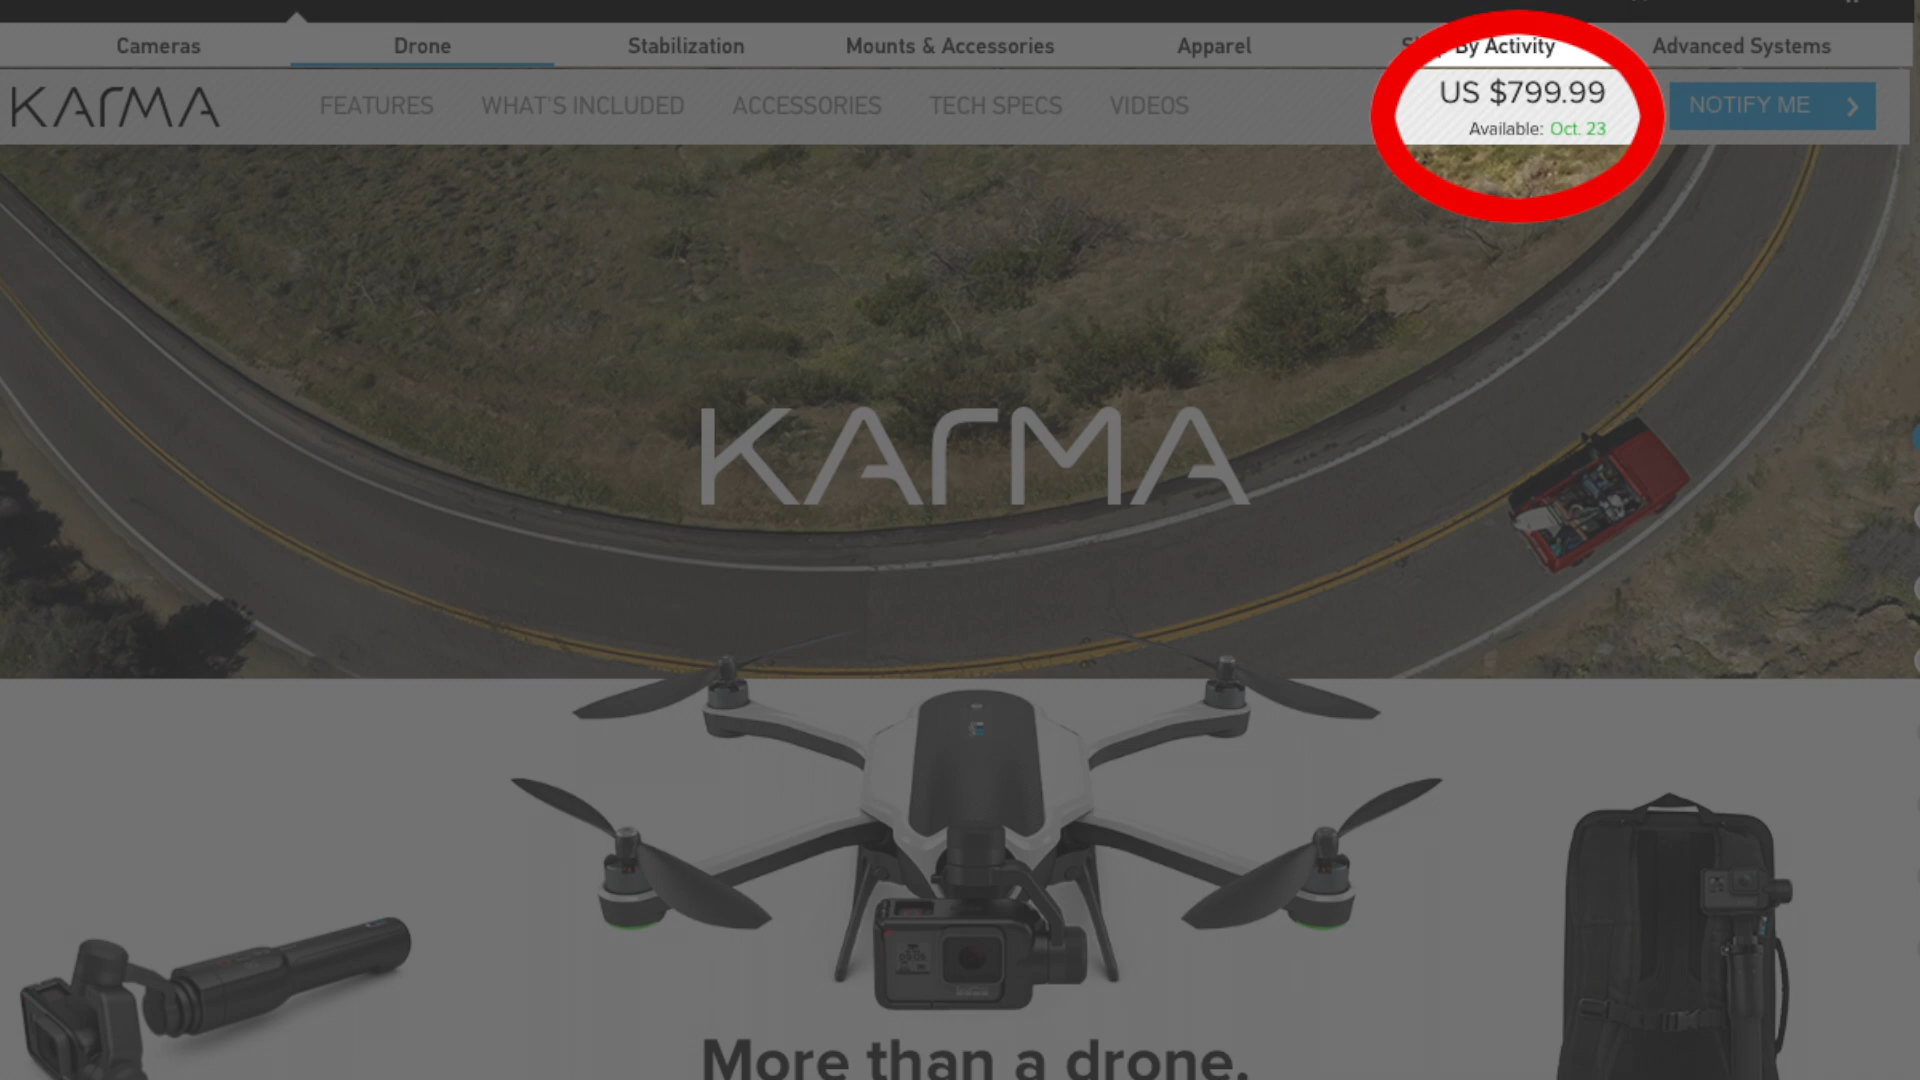 Cameras
Drone
Stabilization
Mounts & Accessories
Apparel
By Activity
Advanced Systems
KARMA
FEATURES
WHAT'S INCLUDED
ACCESSORIES
TECH SPECS
VIDEOS
US $799.99
Available: Oct. 23
NOTIFY ME
KARMA
More than a drone.